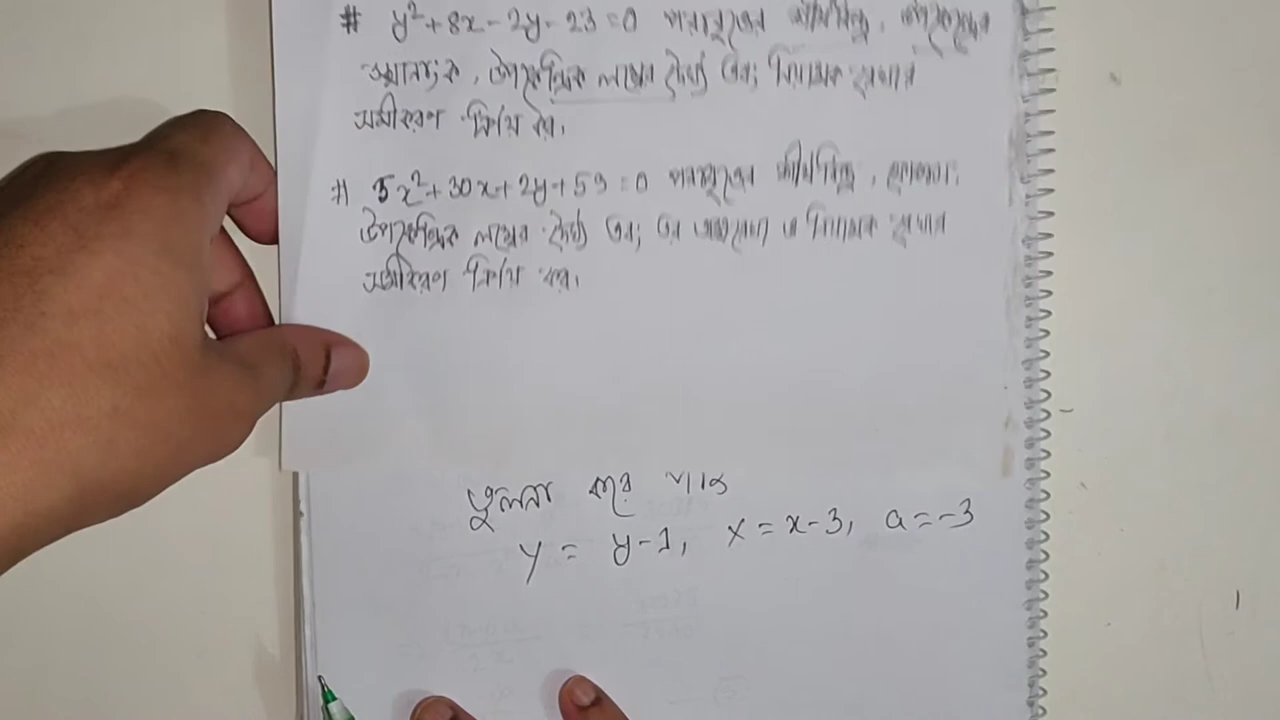 # y²+8x-2y-23=0 পরাবৃত্তের শীর্ষবিন্দু, উপকেন্দ্রের
স্থানাংক, উপকেন্দ্রিক লম্বের দৈর্ঘ্য এবং নিয়ামক রেখার
সমীকরণ নির্ণয় কর।
# 5x²+30x+2y+59=0 পরাবৃত্তের শীর্ষবিন্দু,
উপকেন্দ্রিক লম্বের দৈর্ঘ্য এবং এর অক্ষরেখা ও নিয়ামক রেখার
সমীকরণ নির্ণয় কর।
তুলনা করে পাই
Y = y-1, X = x-3, a=-3